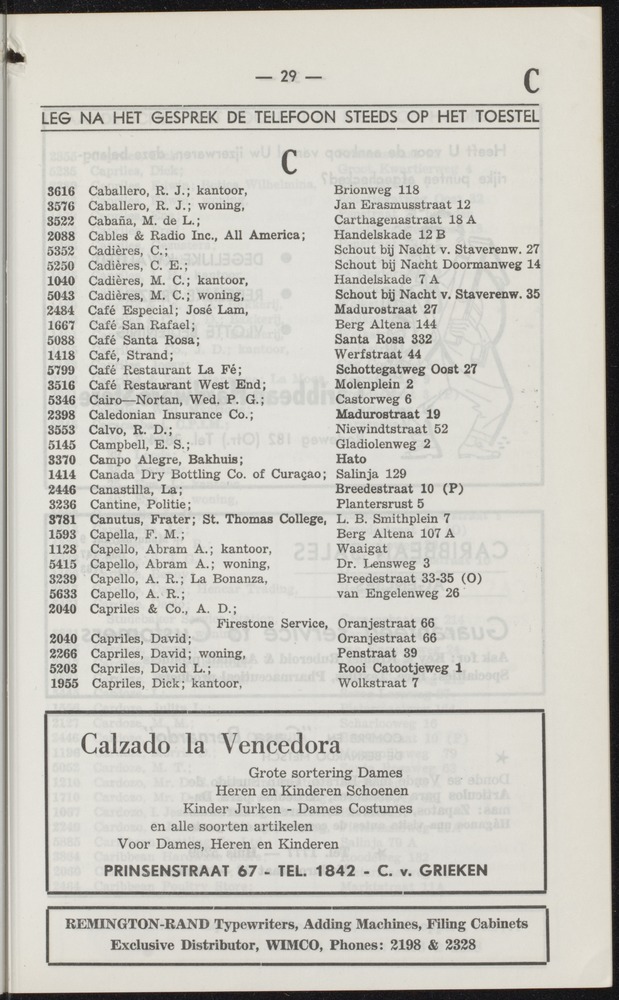 — 29 —
C
LEG NA HET GESPREK DE TELEFOON STEEDS OP HET TOESTEL
C
3616 Caballero, R. J.; kantoor, Brionweg 118
3576 Caballero, R. J.; woning, Jan Erasmusstraat 12
3522 Cabaña, M. de L.; Carthagenastraat 18 A
2088 Cables & Radio Inc., All America; Handelskade 12 B
5352 Cadières, C.; Schout bij Nacht v. Staverenw. 27
5250 Cadières, C. E.; Schout bij Nacht Doormanweg 14
1040 Cadières, M. C.; kantoor, Handelskade 7 A
5043 Cadières, M. C.; woning, Schout bij Nacht v. Staverenw. 35
2484 Café Especial; José Lam, Madurostraat 27
1667 Café San Rafael; Berg Altena 144
5088 Café Santa Rosa; Santa Rosa 332
1418 Café, Strand; Werfstraat 44
5799 Café Restaurant La Fé; Schottegatweg Oost 27
3516 Café Restaurant West End; Molenplein 2
5346 Cairo—Nortan, Wed. P. G.; Castorweg 6
2398 Caledonian Insurance Co.; Madurostraat 19
3553 Calvo, R. D.; Niewindtstraat 52
5145 Campbell, E. S.; Gladiolenweg 2
3370 Campo Alegre, Bakhuis; Hato
1414 Canada Dry Bottling Co. of Curaçao; Salinja 129
2446 Canastilla, La; Breedestraat 10 (P)
3236 Cantine, Politie; Plantersrust 5
3781 Canutus, Frater; St. Thomas College, L. B. Smithplein 7
1593 Capella, F. M.; Berg Altena 107 A
1128 Capello, Abram A.; kantoor, Waaigat
5415 Capello, Abram A.; woning, Dr. Lensweg 3
3239 Capello, A. R.; La Bonanza, Breedestraat 33-35 (O)
5633 Capello, A. R.; van Engelenweg 26
2040 Capriles & Co., A. D.;
Firestone Service, Oranjestraat 66
2040 Capriles, David; Oranjestraat 66
2266 Capriles, David; woning, Penstraat 39
5203 Capriles, David L.; Rooi Catootjeweg 1
1955 Capriles, Dick; kantoor, Wolkstraat 7
Calzado la Vencedora
Grote sortering Dames
Heren en Kinderen Schoenen
Kinder Jurken - Dames Costumes
en alle soorten artikelen
Voor Dames, Heren en Kinderen
PRINSENSTRAAT 67 - TEL. 1842 - C. v. GRIEKEN
REMINGTON-RAND Typewriters, Adding Machines, Filing Cabinets
Exclusive Distributor, WIMCO, Phones: 2198 & 2328